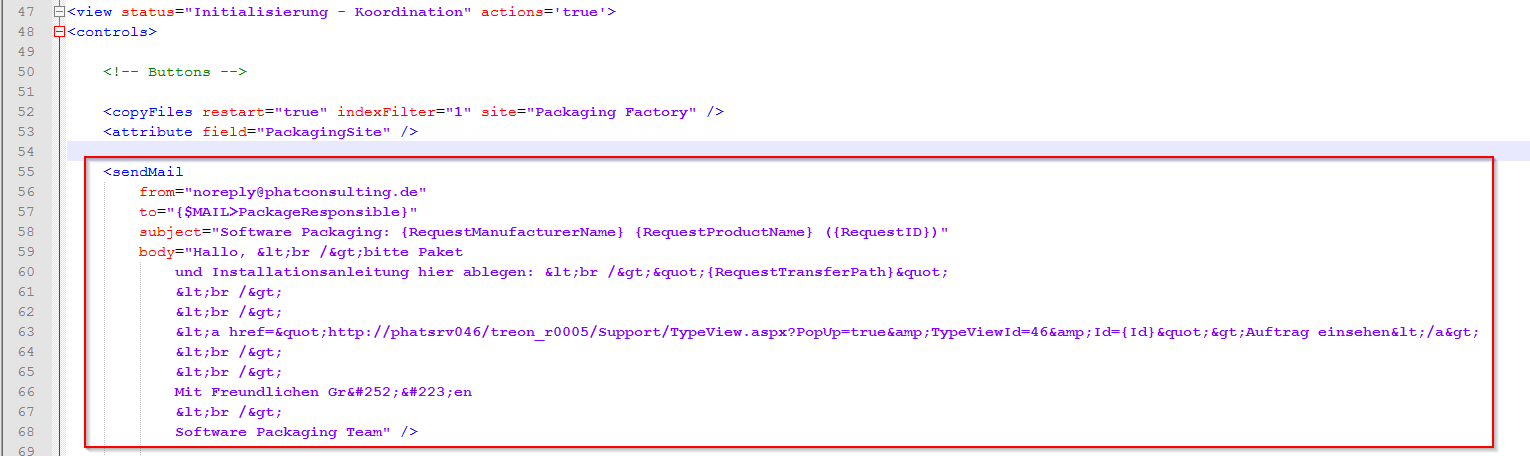 47 <view status="Initialisierung - Koordination" actions='true'>
48 <controls>
49
50 <!-- Buttons -->
51
52 <copyFiles restart="true" indexFilter="1" site="Packaging Factory" />
53 <attribute field="PackagingSite" />
54
55 <sendMail
56 from="noreply@phatconsulting.de"
57 to="{$MAIL>PackageResponsible}"
58 subject="Software Packaging: {RequestManufacturerName} {RequestProductName} ({RequestID})"
59 body="Hallo, &lt;br /&gt;bitte Paket
60 und Installationsanleitung hier ablegen: &lt;br /&gt;&quot;{RequestTransferPath}&quot;
61 &lt;br /&gt;
62 &lt;br /&gt;
63 &lt;a href=&quot;http://phatsrv046/treon_r0005/Support/TypeView.aspx?PopUp=true&amp;TypeViewId=46&amp;Id={Id}&quot;&gt;Auftrag einsehen&lt;/a&gt;
64 &lt;br /&gt;
65 &lt;br /&gt;
66 Mit Freundlichen Gr&#252;&#223;en
67 &lt;br /&gt;
68 Software Packaging Team" />
69